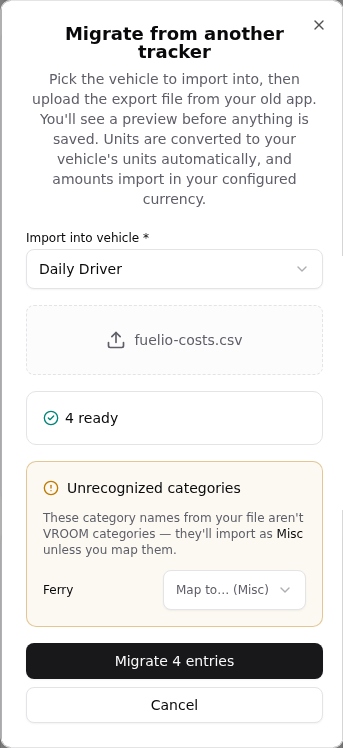 Migrate from another
tracker
Pick the vehicle to import into, then
upload the export file from your old app.
You'll see a preview before anything is
saved. Units are converted to your
vehicle's units automatically, and
amounts import in your configured
currency.
Import into vehicle *
Daily Driver
fuelio-costs.csv
4 ready
Unrecognized categories
These category names from your file aren't
VROOM categories — they'll import as Misc
unless you map them.
Ferry
Map to... (Misc)
Migrate 4 entries
Cancel